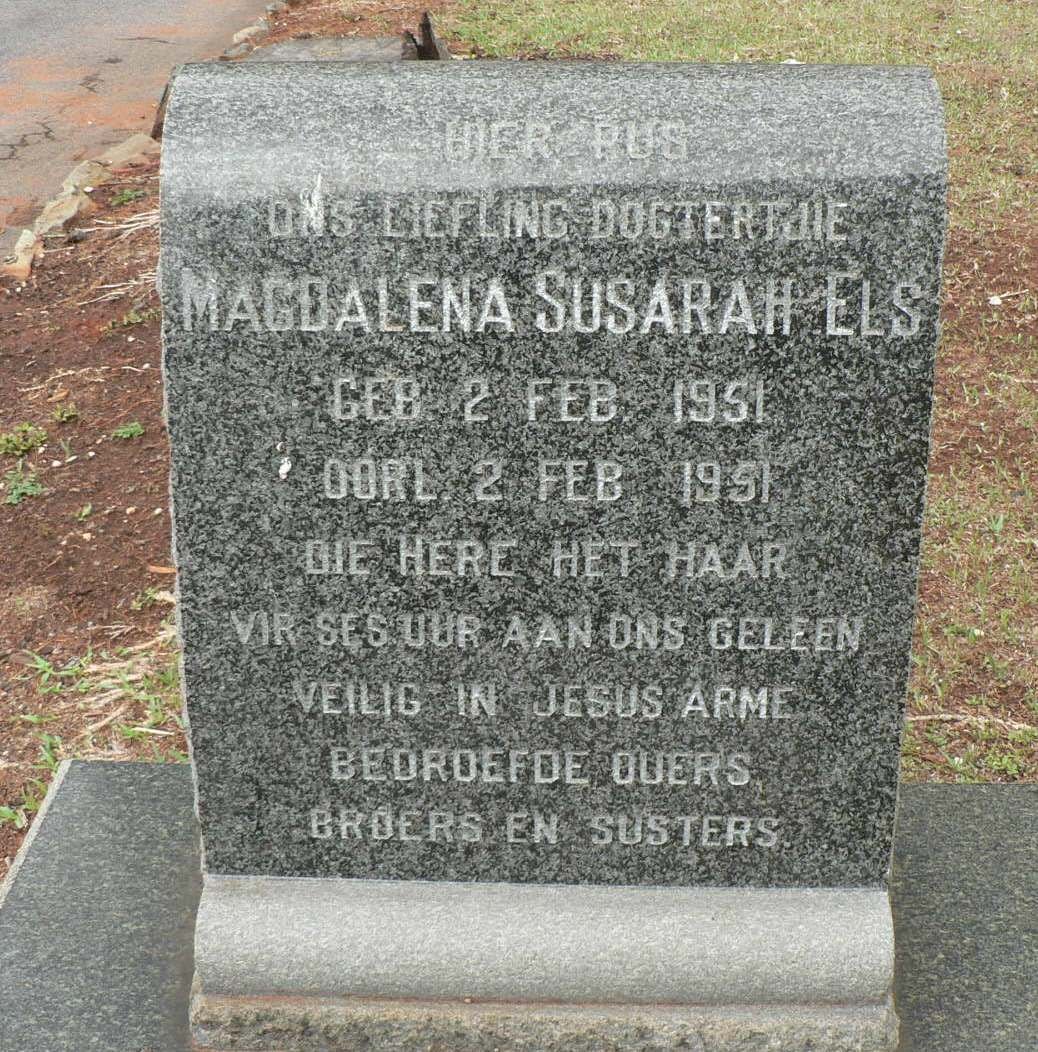 HIER RUS
ONS LIEFLING DOGTERTJIE
MAGDALENA SUSARAH ELS
GEB 2 FEB 1951
OORL 2 FEB 1951
DIE HERE HET HAAR
VIR SES UUR AAN ONS GELEEN
VEILIG IN JESUS ARME
BEDROEFDE OUERS
BROERS EN SUSTERS